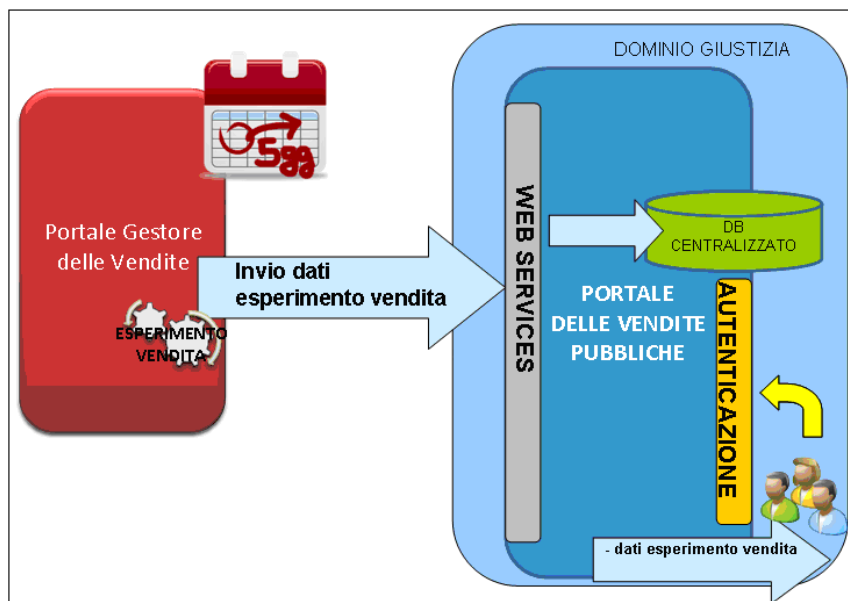 DOMINIO GIUSTIZIA
5gg
Portale Gestore
delle Vendite
ESPERIMENTO
VENDITA
Invio dati
esperimento vendita
WEB SERVICES
DB
CENTRALIZZATO
PORTALE
DELLE VENDITE
PUBBLICHE
AUTENTICAZIONE
- dati esperimento vendita